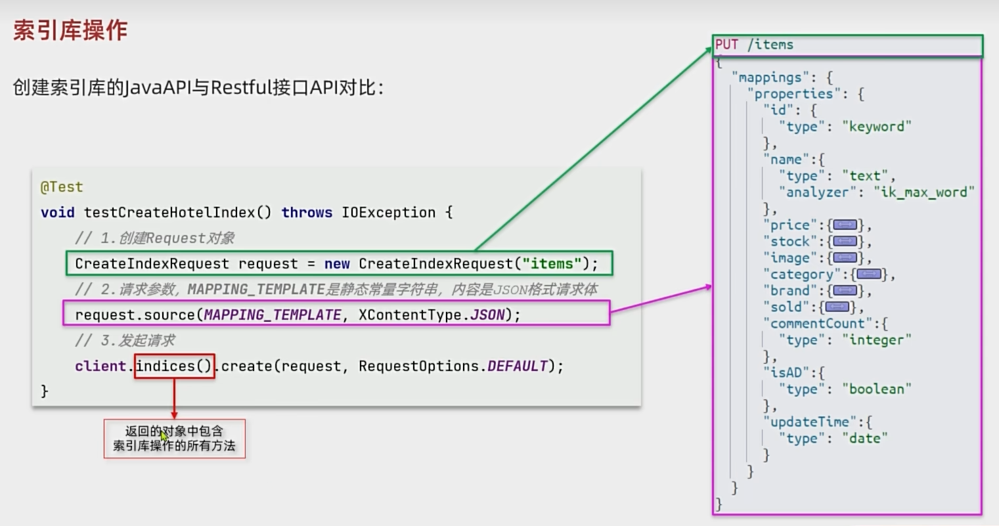 索引库操作
创建索引库的JavaAPI与Restful接口API对比：
@Test
void testCreateHotelIndex() throws IOException {
// 1.创建Request对象
CreateIndexRequest request = new CreateIndexRequest("items");
// 2.请求参数，MAPPING_TEMPLATE是静态常量字符串，内容是JSON格式请求体
request.source(MAPPING_TEMPLATE, XContentType.JSON);
// 3.发起请求
client.indices().create(request, RequestOptions.DEFAULT);
}
返回的对象中包含
索引库操作的所有方法
PUT /items
{
"mappings": {
"properties": {
"id": {
"type": "keyword"
},
"name":{
"type": "text",
"analyzer": "ik_max_word"
},
"price":{},
"stock":{},
"image":{},
"category":{},
"brand":{},
"sold":{},
"commentCount":{
"type": "integer"
},
"isAD":{
"type": "boolean"
},
"updateTime":{
"type": "date"
}
}
}
}